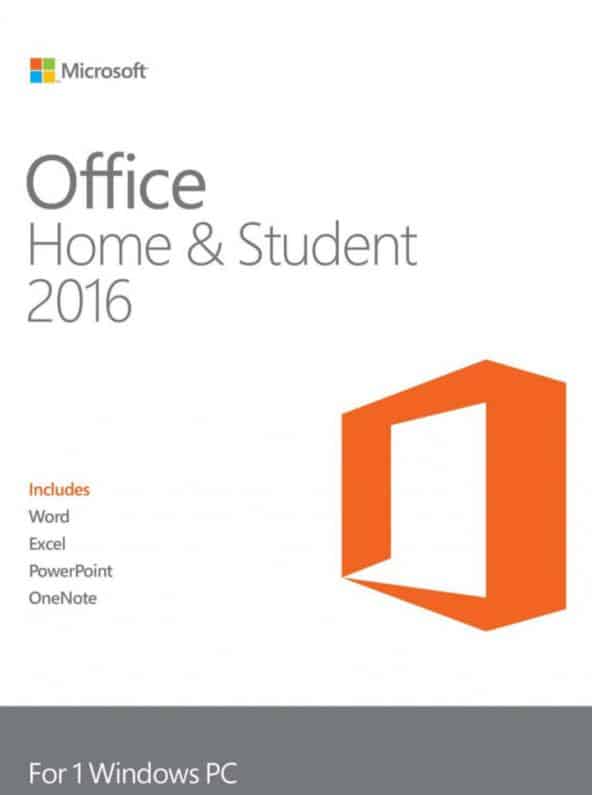 Microsoft
Office
Home & Student
2016
Includes
Word
Excel
PowerPoint
OneNote
For 1 Windows PC